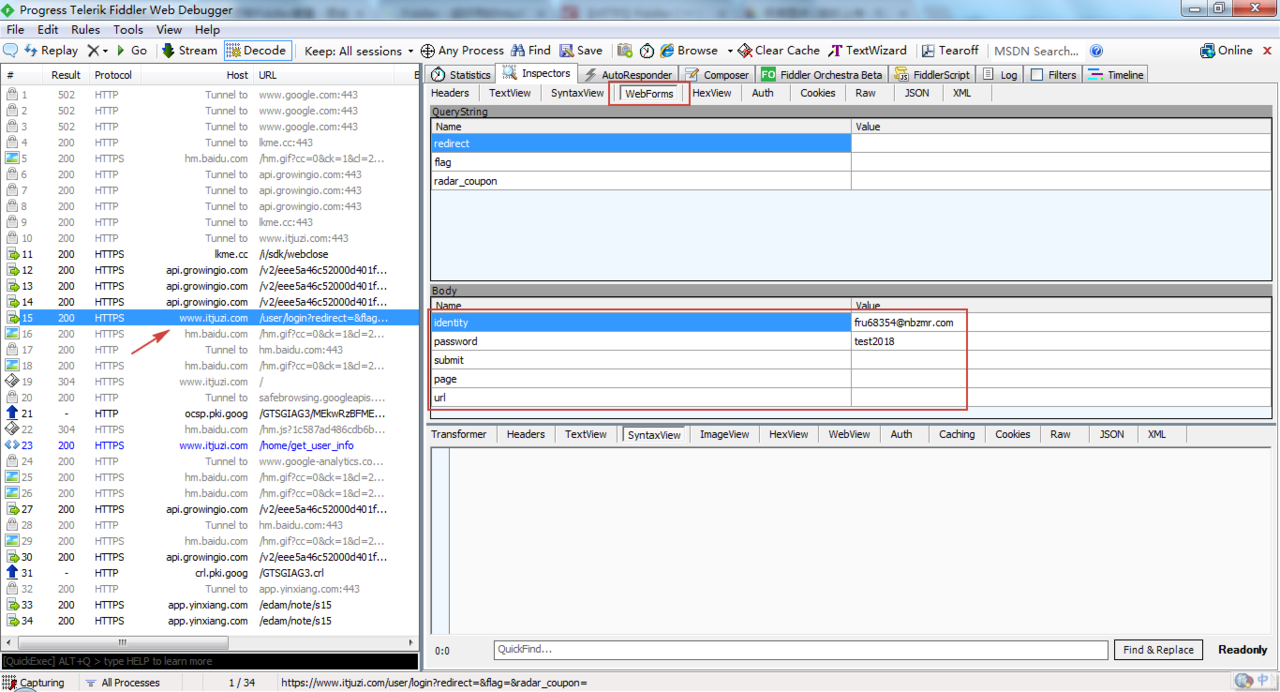 Progress Telerik Fiddler Web Debugger
File Edit Rules Tools View Help
Replay Go Stream Decode Keep: All sessions Any Process Find Save Browse Clear Cache TextWizard Tearoff MSDN Search... Online
Statistics Inspectors AutoResponder Composer FO Fiddler Orchestra Beta FiddlerScript Log Filters Timeline
Headers TextView SyntaxView WebForms HexView Auth Cookies Raw JSON XML
# Result Protocol Host URL B
1 502 HTTP Tunnel to www.google.com:443
2 502 HTTP Tunnel to www.google.com:443
3 502 HTTP Tunnel to www.google.com:443
4 200 HTTP Tunnel to lkme.cc:443
5 200 HTTPS hm.baidu.com /hm.gif?cc=0&ck=1&cl=2...
6 200 HTTP Tunnel to api.growingio.com:443
7 200 HTTP Tunnel to api.growingio.com:443
8 200 HTTP Tunnel to api.growingio.com:443
9 200 HTTP Tunnel to lkme.cc:443
10 200 HTTP Tunnel to www.itjuzi.com:443
11 200 HTTPS lkme.cc /i/sdk/webclose
12 200 HTTPS api.growingio.com /v2/eee5a46c52000d401f...
13 200 HTTPS api.growingio.com /v2/eee5a46c52000d401f...
14 200 HTTPS api.growingio.com /v2/eee5a46c52000d401f...
15 200 HTTPS www.itjuzi.com /user/login?redirect=&flag...
16 200 HTTPS hm.baidu.com /hm.gif?cc=0&ck=1&cl=2...
17 200 HTTP Tunnel to hm.baidu.com:443
18 200 HTTPS hm.baidu.com /hm.gif?cc=0&ck=1&cl=2...
19 304 HTTPS www.itjuzi.com /
20 200 HTTP Tunnel to safebrowsing.googleapis....
21 - HTTP ocsp.pki.goog /GTSGIAG3/MEkwRzBFME...
22 304 HTTPS hm.baidu.com /hm.js?1c587ad486cdb6b...
23 200 HTTPS www.itjuzi.com /home/get_user_info
24 200 HTTP Tunnel to www.google-analytics.co...
25 200 HTTPS hm.baidu.com /hm.gif?cc=0&ck=1&cl=2...
26 200 HTTPS hm.baidu.com /hm.gif?cc=0&ck=1&cl=2...
27 200 HTTPS api.growingio.com /v2/eee5a46c52000d401f...
28 200 HTTP Tunnel to hm.baidu.com:443
29 200 HTTPS hm.baidu.com /hm.gif?cc=0&ck=1&cl=2...
30 200 HTTPS api.growingio.com /v2/eee5a46c52000d401f...
31 - HTTP crl.pki.goog /GTSGIAG3.crl
32 200 HTTP Tunnel to app.yinxiang.com:443
33 200 HTTPS app.yinxiang.com /edam/note/s15
34 200 HTTPS app.yinxiang.com /edam/note/s15
[QuickExec] ALT+Q > type HELP to learn more
QueryString
Name Value
redirect
flag
radar_coupon
Body
Name Value
identity fru68354@nbzmr.com
password test2018
submit
page
url
Transformer Headers TextView SyntaxView ImageView HexView WebView Auth Caching Cookies Raw JSON XML
0:0 QuickFind... Find & Replace Readonly
Capturing All Processes 1 / 34 https://www.itjuzi.com/user/login?redirect=&flag=&radar_coupon= 中